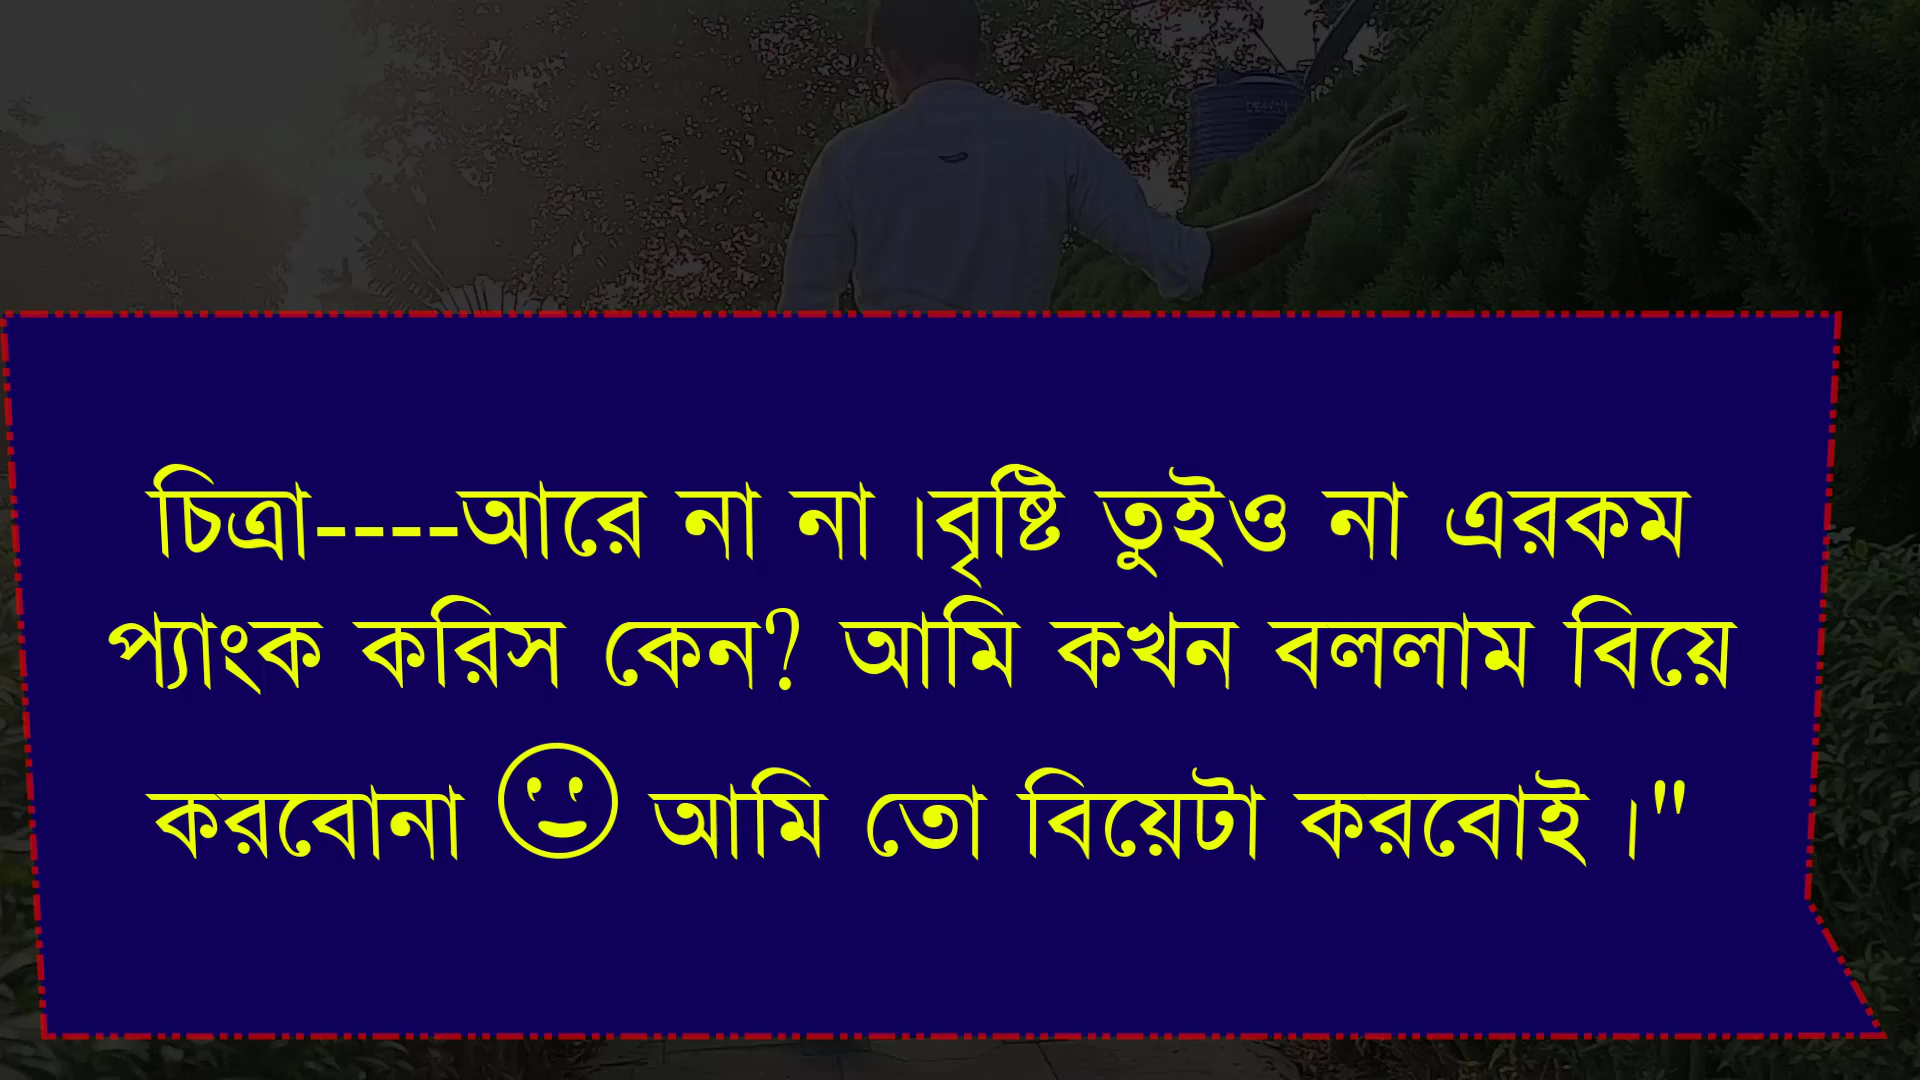 চিত্রা----আরে না না ।বৃষ্টি তুইও না এরকম
প্যাংক করিস কেন? আমি কখন বললাম বিয়ে
করবোনা ☺ আমি তো বিয়েটা করবোই ।"